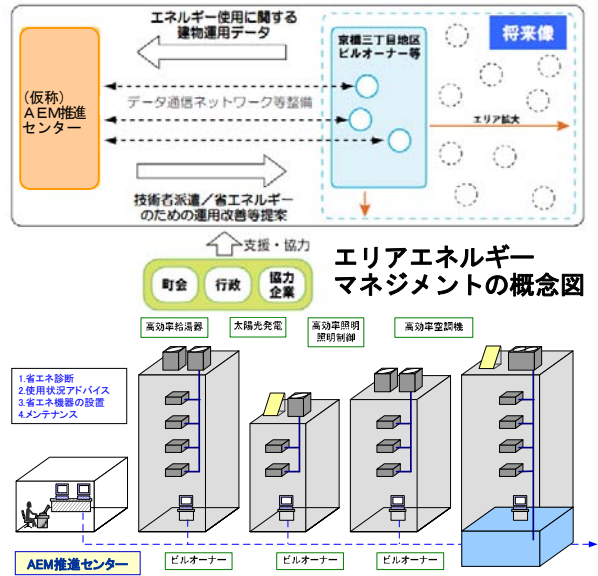 エネルギー使用に関する
建物運用データ
京橋三丁目地区
ビルオーナー等
将来像
(仮称)
AEM推進
センター
データ通信ネットワーク等整備
エリア拡大
技術者派遣／省エネルギー
のための運用改善等提案
支援・協力
町会
行政
協力
企業
エリアエネルギー
マネジメントの概念図
高効率給湯器
太陽光発電
高効率照明
照明制御
高効率空調機
1.省エネ診断
2.使用状況アドバイス
3.省エネ機器の設置
4.メンテナンス
AEM推進センター
ビルオーナー
ビルオーナー
ビルオーナー